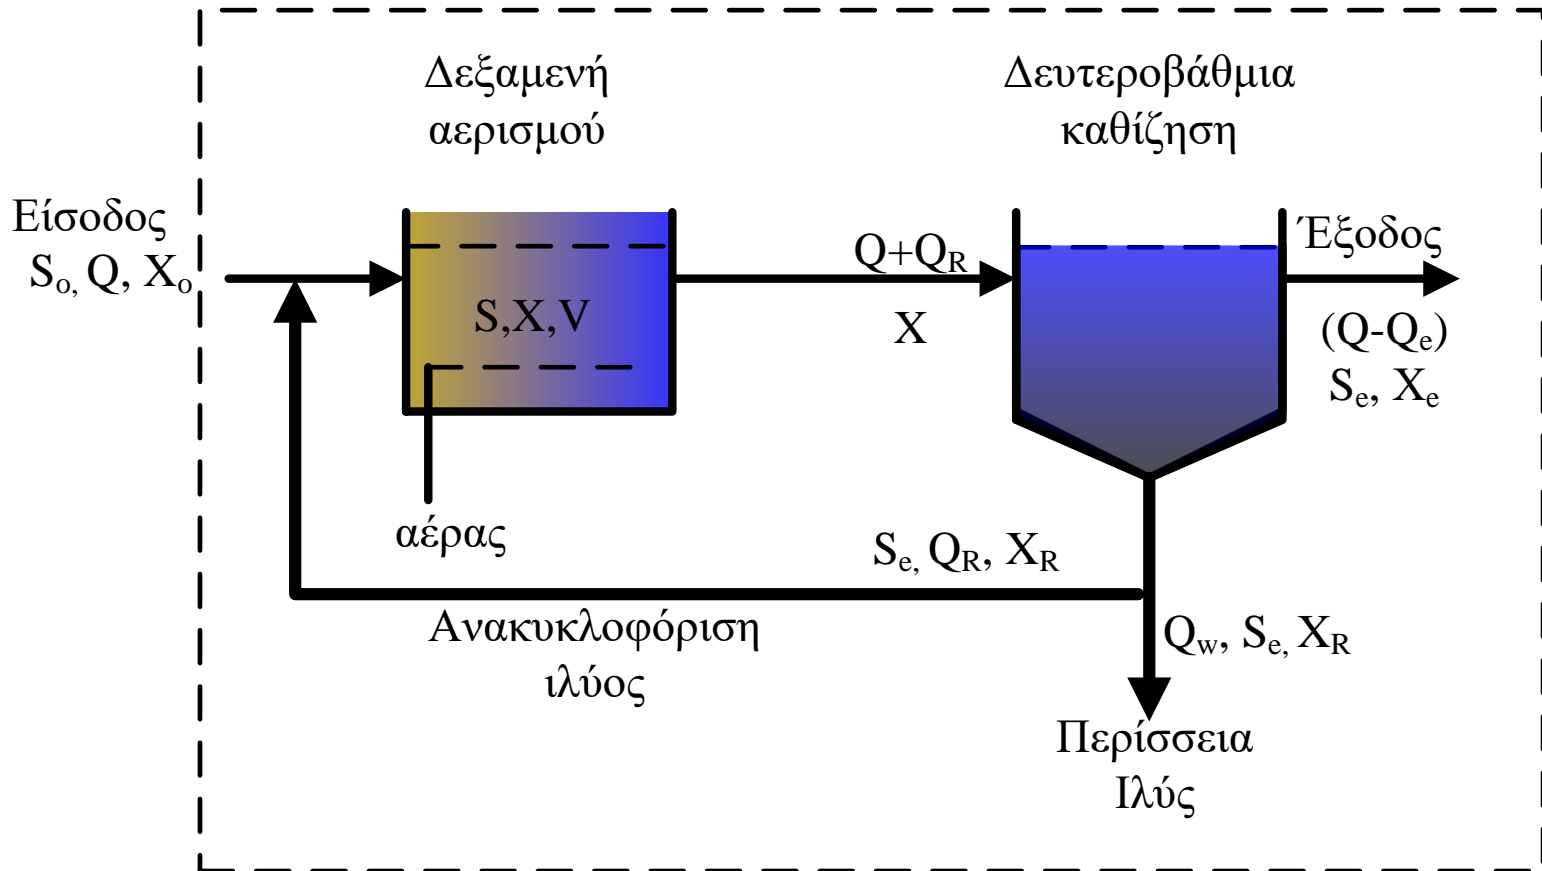 Δεξαμενή
αερισμού
Δευτεροβάθμια
καθίζηση
Είσοδος
So, Q, Xo
S,X,V
Q+QR
X
Έξοδος
(Q-Qe)
Se, Xe
αέρας
Se, QR, XR
Ανακυκλοφόριση
ιλύος
Qw, Se, XR
Περίσσεια
Ιλύς